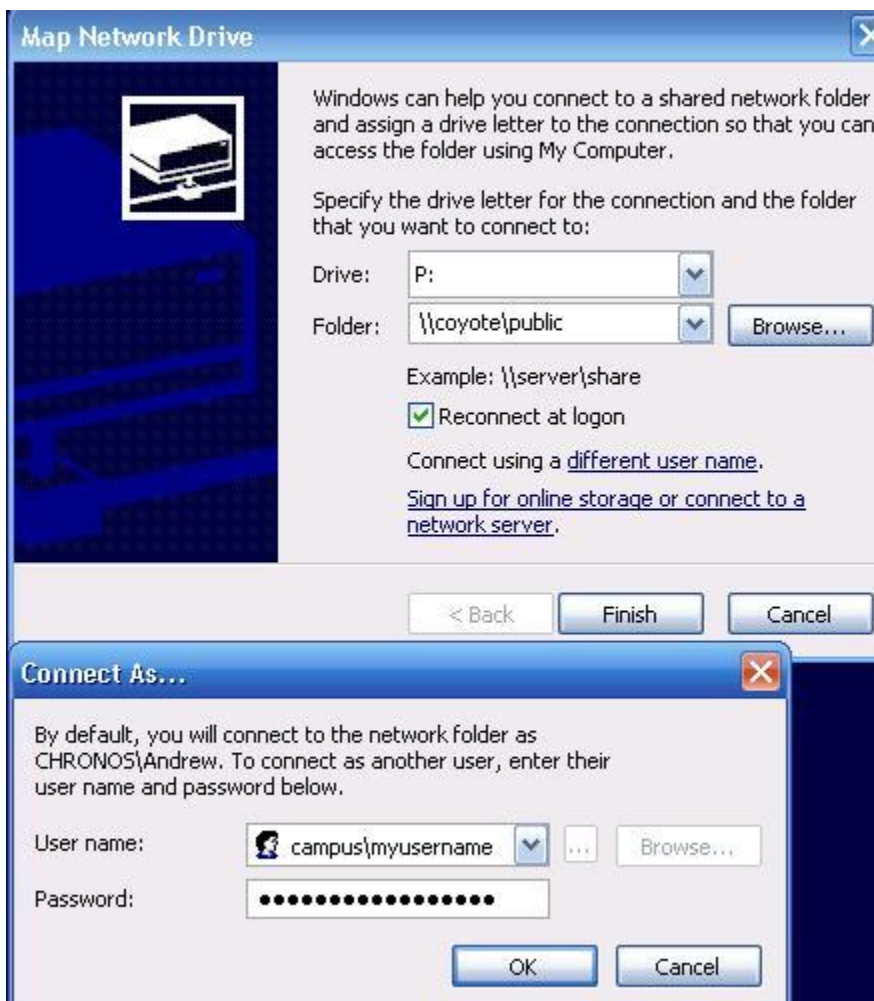 Map Network Drive
Windows can help you connect to a shared network folder
and assign a drive letter to the connection so that you can
access the folder using My Computer.
Specify the drive letter for the connection and the folder
that you want to connect to:
Drive: P:
Folder: \\coyote\public Browse...
Example: \\server\share
Reconnect at logon
Connect using a different user name.
Sign up for online storage or connect to a
network server.
< Back Finish Cancel
Connect As...
By default, you will connect to the network folder as
CHRONOS\Andrew. To connect as another user, enter their
user name and password below.
User name: campus\myusername ... Browse...
Password: ●●●●●●●●●●●●●●●●●
OK Cancel